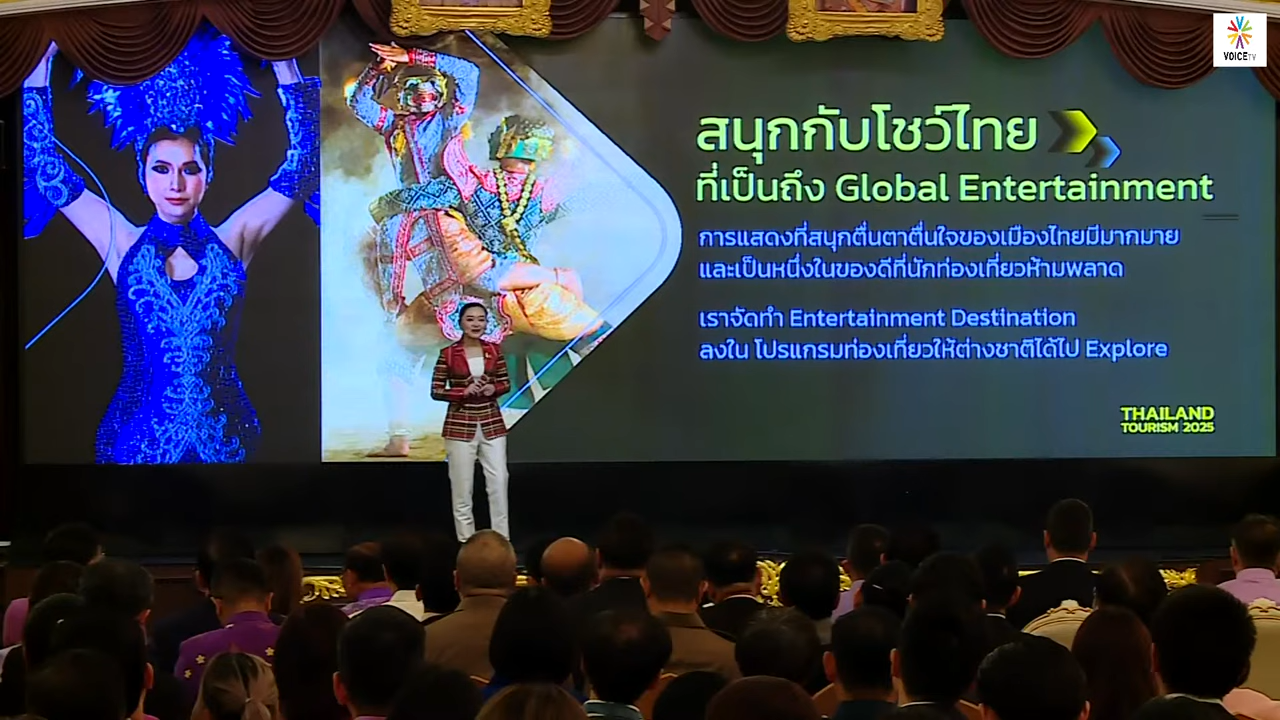 VOICE TV
สนุกกับโชว์ไทย
ที่เป็นถึง Global Entertainment
การแสดงที่สนุกตื่นตาตื่นใจของเมืองไทยมีมากมาย
และเป็นหนึ่งในของดีที่นักท่องเที่ยวห้ามพลาด
เราจัดทำ Entertainment Destination
ลงใน โปรแกรมท่องเที่ยวให้ต่างชาติได้ไป Explore
THAILAND
TOURISM 2025